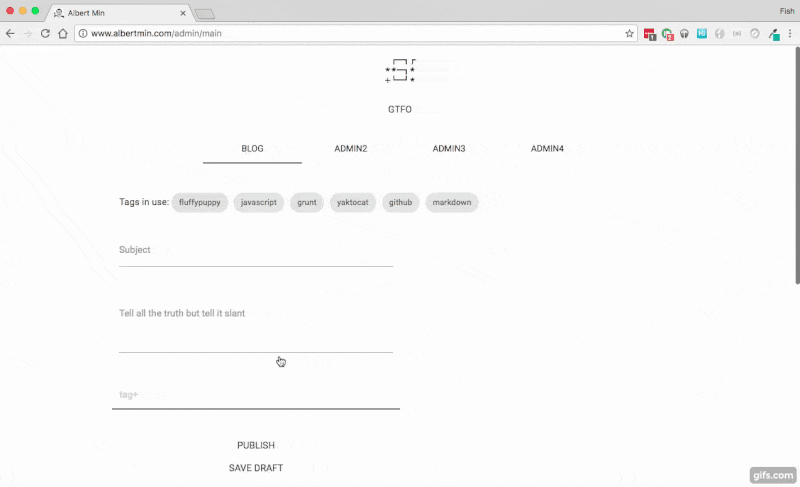 Albert Min
Fish
www.albertmin.com/admin/main
GTFO
BLOG ADMIN2 ADMIN3 ADMIN4
Tags in use: fluffypuppy javascript grunt yaktocat github markdown
Subject
Tell all the truth but tell it slant
tag+
PUBLISH
SAVE DRAFT
gifs.com